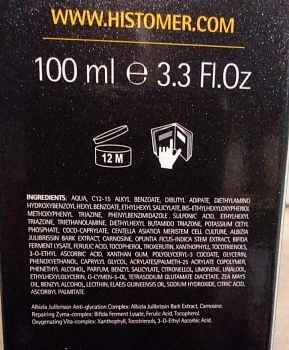 WWW.HISTOMER.COM
100 ml ℮ 3.3 Fl.Oz
12 M
INGREDIENTS: AQUA, C12-15 ALKYL BENZOATE, DIBUTYL ADIPATE, DIETHYLAMINO
HYDROXYBENZOYL HEXYL BENZOATE, ETHYLHEXYL SALICYLATE, BIS-ETHYLHEXYLOXYPHENOL
METHOXYPHENYL TRIAZINE, PHENYLBENZIMIDAZOLE SULFONIC ACID, ETHYLHEXYL
TRIAZONE, TRIETHANOLAMINE, DIETHYLHEXYL BUTAMIDO TRIAZONE, POTASSIUM CETYL
PHOSPHATE, COCO-CAPRYLATE, CENTELLA ASIATICA MERISTEM CELL CULTURE, ALBIZIA
JULIBRISSIN BARK EXTRACT, CARNOSINE, OPUNTIA FICUS-INDICA STEM EXTRACT, BIFIDA
FERMENT LYSATE, FERULIC ACID, TOCOPHEROL, TROXERUTIN, XANTHOPHYLL, TOCOTRIENOLS,
3-O-ETHYL ASCORBIC ACID, XANTHAN GUM, POLYGLYCERYL-3 COCOATE, GLYCERIN,
PHENOXYETHANOL, CAPRYLYL GLYCOL, ACRYLATES/PALMETH-25 ACRYLATE COPOLYMER,
PHENETHYL ALCOHOL, PARFUM, BENZYL SALICYLATE, CITRONELLOL, LIMONENE, LINALOOL,
ETHYLHEXYLGLYCERIN, O-CYMEN-5-OL, TETRASODIUM GLUTAMATE DIACETATE, ZEA MAYS
OIL, BENZYL ALCOHOL, LECITHIN, ELAEIS GUINEENSIS OIL, SODIUM HYDROXIDE, CITRIC ACID,
ASCORBYL PALMITATE.
Albizia Julibrissin Anti-glycation Complex: Albizia Julibrissin Bark Extract, Carnosine.
Repairing Zyma-complex: Bifida Ferment Lysate, Ferulic Acid, Tocopherol.
Oxygenating Vita-complex: Xanthophyll, Tocotrienols, 3-O-Ethyl Ascorbic Acid.